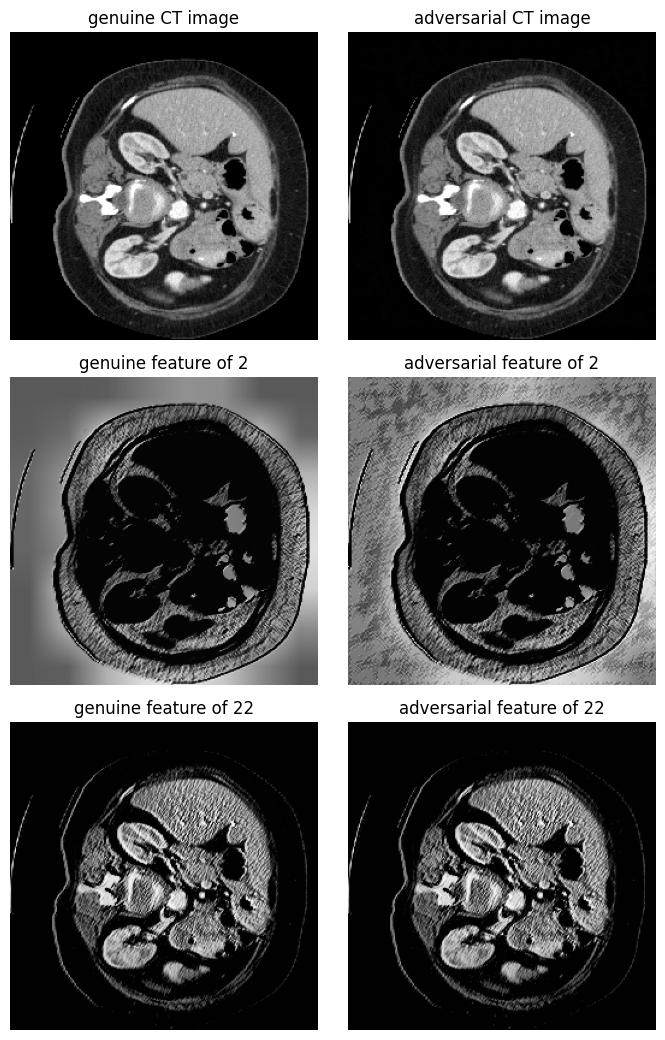 genuine CT image
adversarial CT image
genuine feature of 2
adversarial feature of 2
genuine feature of 22
adversarial feature of 22